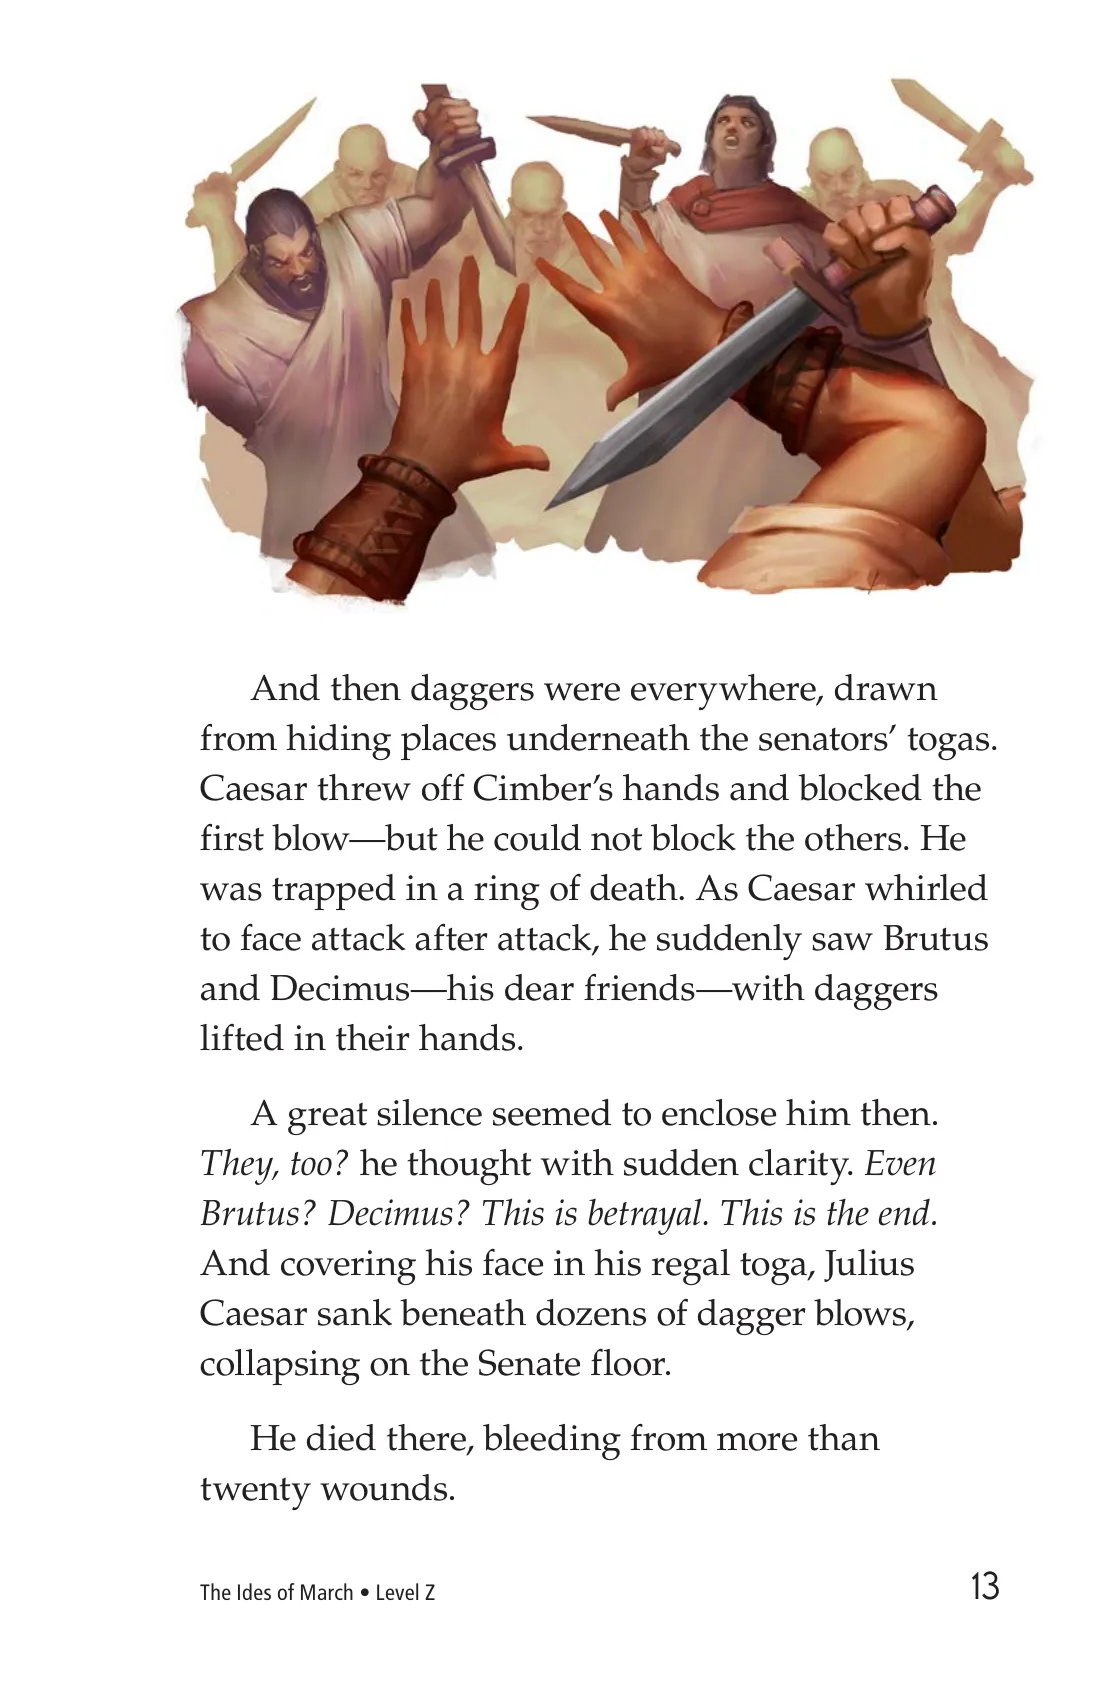 And then daggers were everywhere, drawn
from hiding places underneath the senators’ togas.
Caesar threw off Cimber’s hands and blocked the
first blow—but he could not block the others. He
was trapped in a ring of death. As Caesar whirled
to face attack after attack, he suddenly saw Brutus
and Decimus—his dear friends—with daggers
lifted in their hands.
A great silence seemed to enclose him then.
They, too? he thought with sudden clarity. Even
Brutus? Decimus? This is betrayal. This is the end.
And covering his face in his regal toga, Julius
Caesar sank beneath dozens of dagger blows,
collapsing on the Senate floor.
He died there, bleeding from more than
twenty wounds.
The Ides of March • Level Z
13